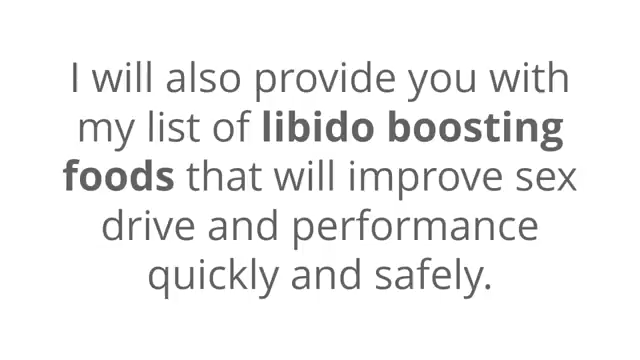 I will also provide you with
my list of libido boosting
foods that will improve sex
drive and performance
quickly and safely.